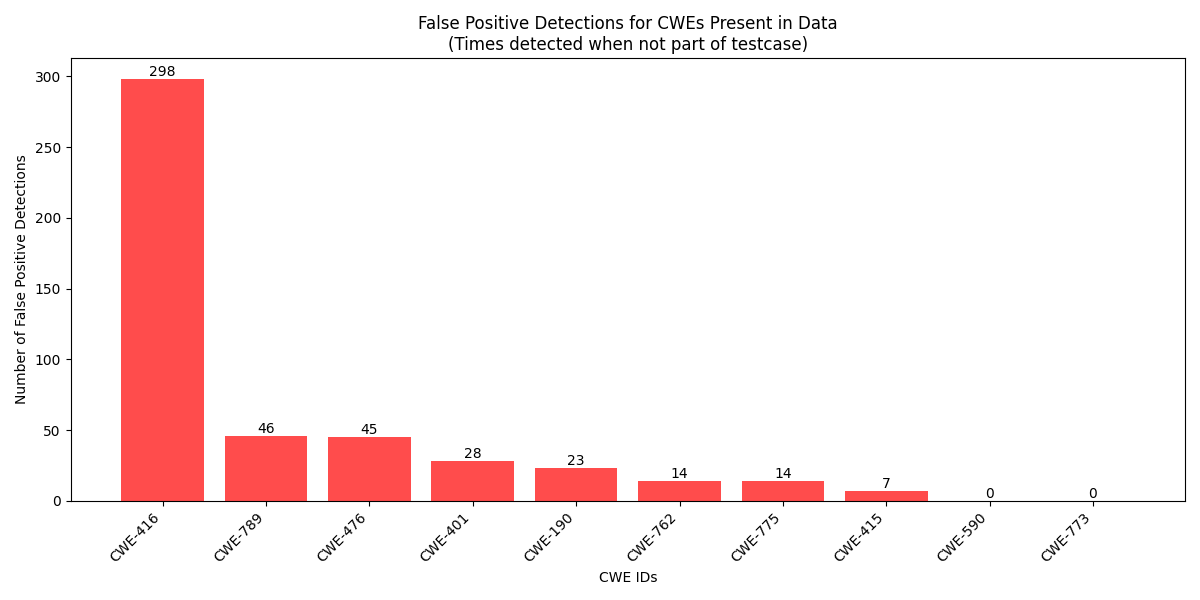 False Positive Detections for CWEs Present in Data
(Times detected when not part of testcase)
Number of False Positive Detections
300
250
200
150
100
50
0
298
46
45
28
23
14
14
7
0
0
CWE-416
CWE-789
CWE-476
CWE-401
CWE-190
CWE-762
CWE-775
CWE-415
CWE-590
CWE-773
CWE IDs